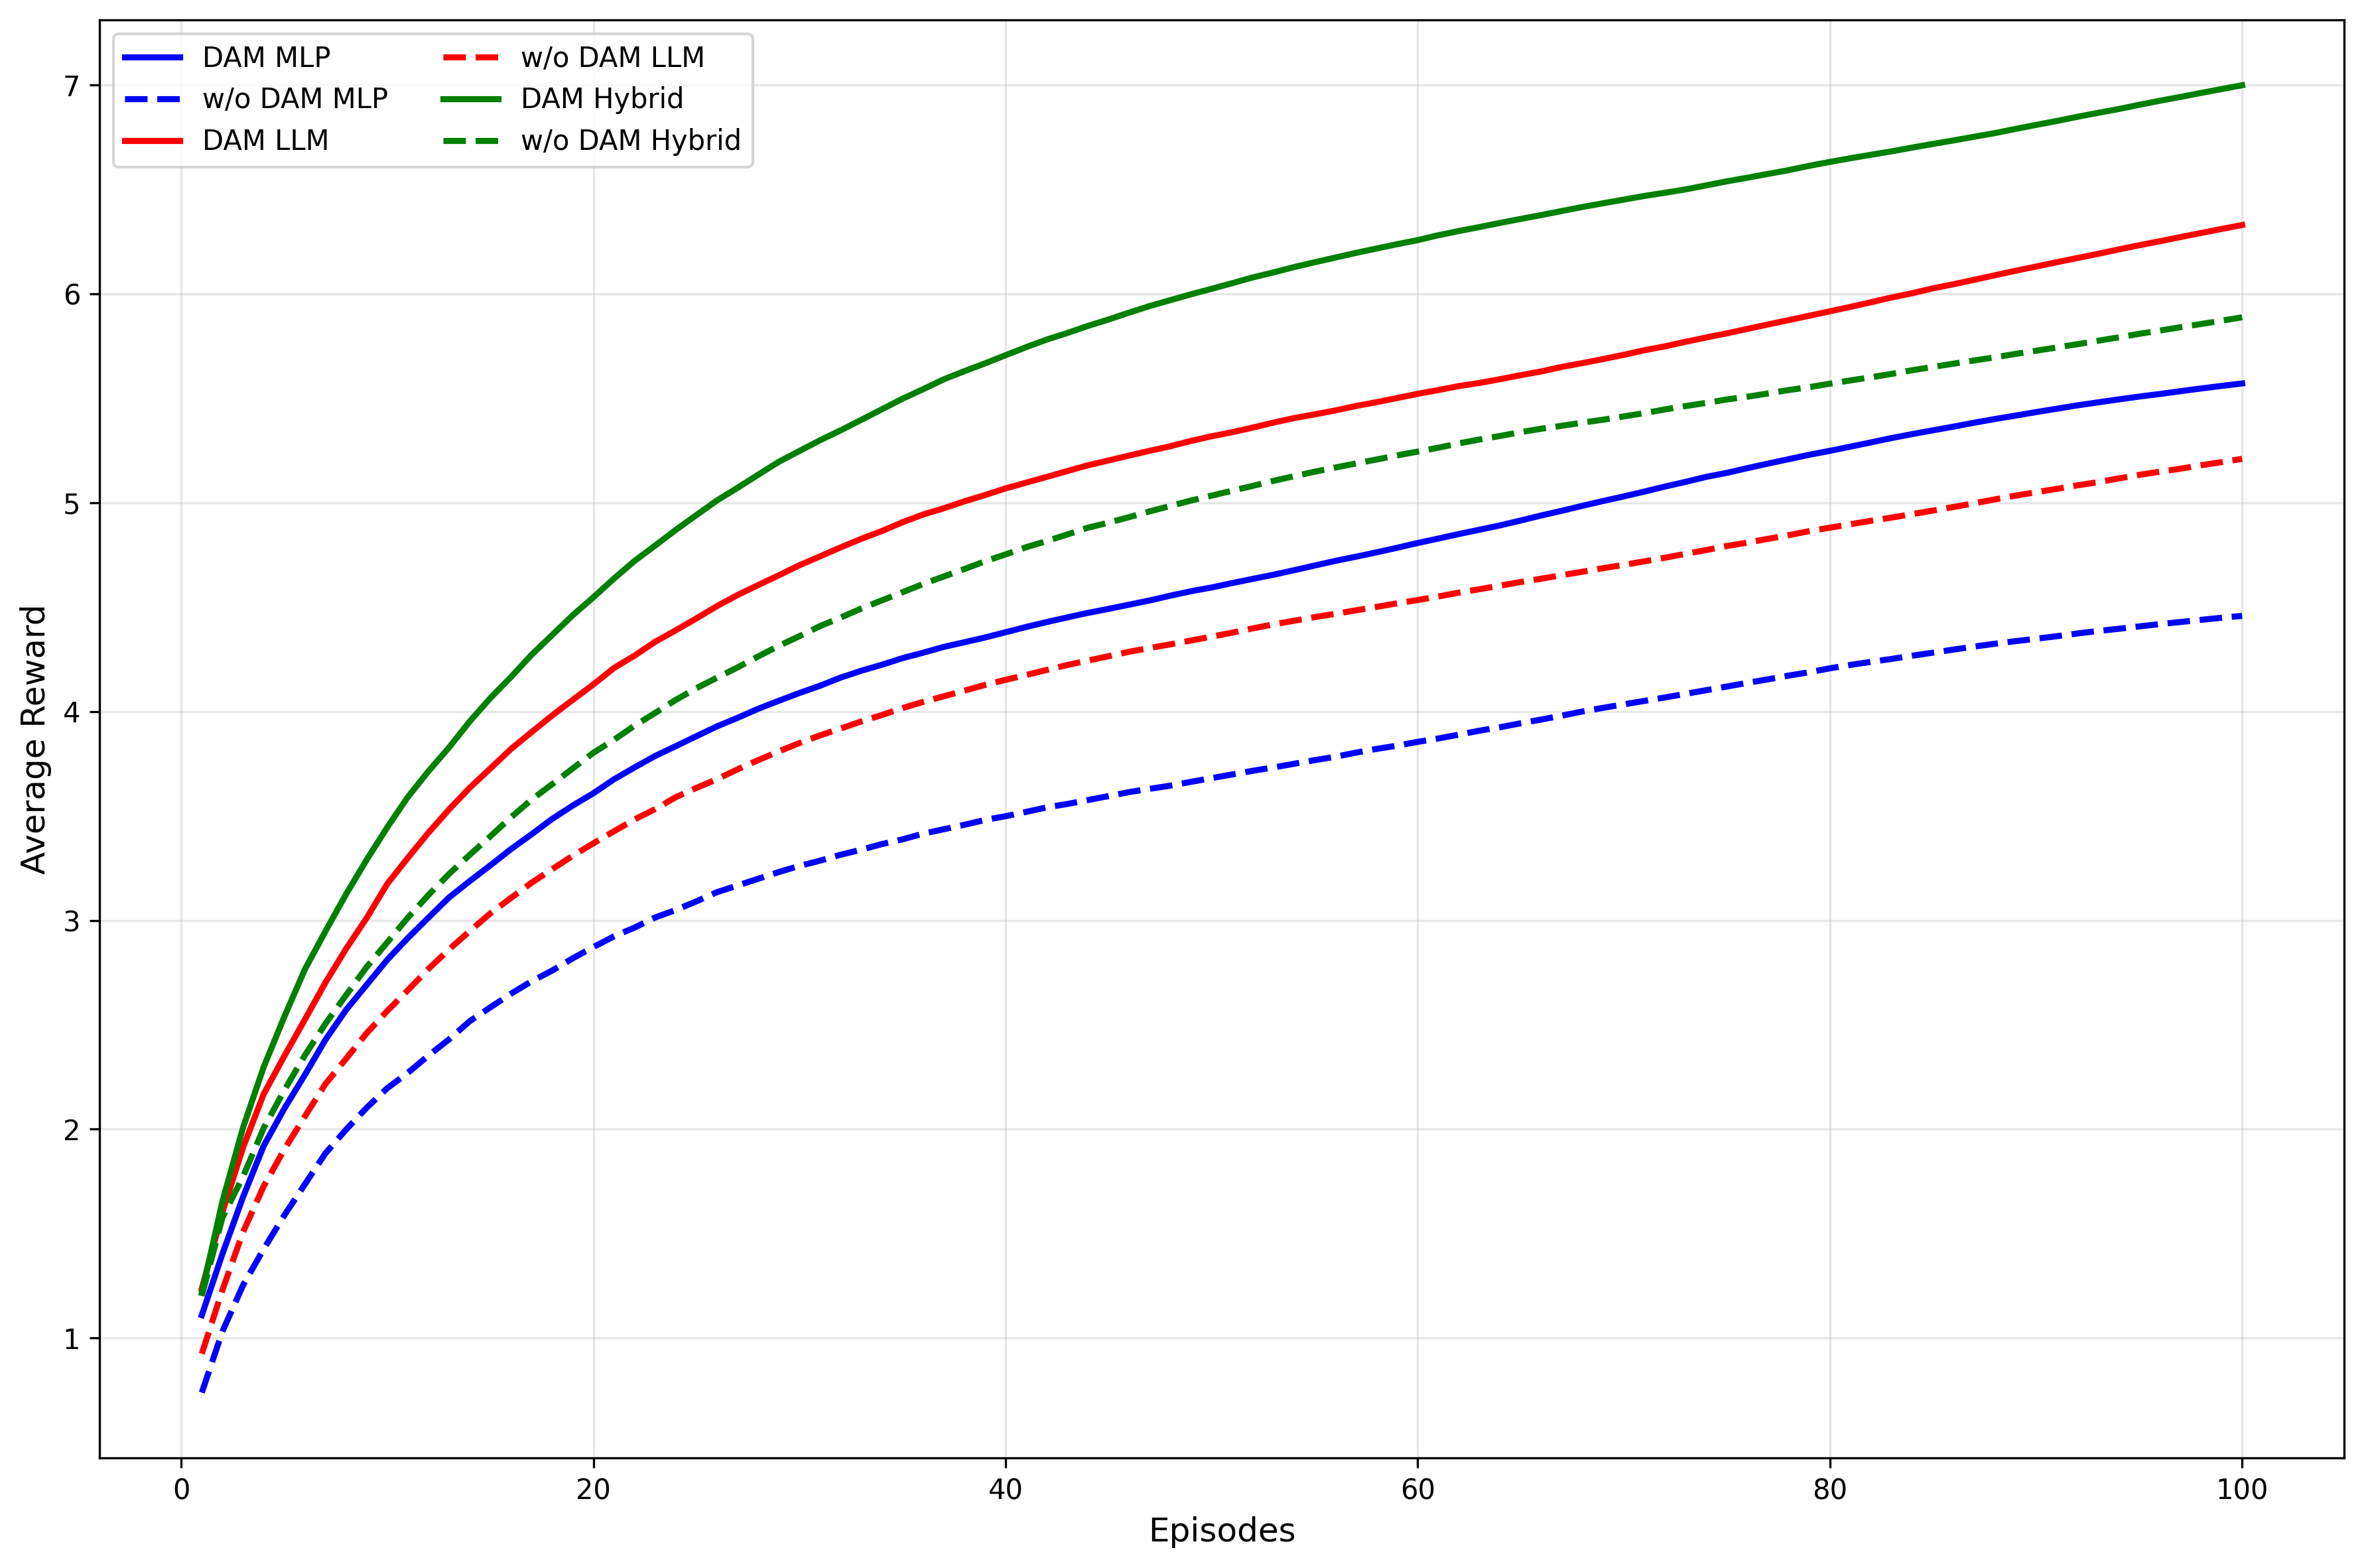 DAM MLP
w/o DAM MLP
DAM LLM
w/o DAM LLM
DAM Hybrid
w/o DAM Hybrid
Average Reward
7
6
5
4
3
2
1
0 20 40 60 80 100
Episodes